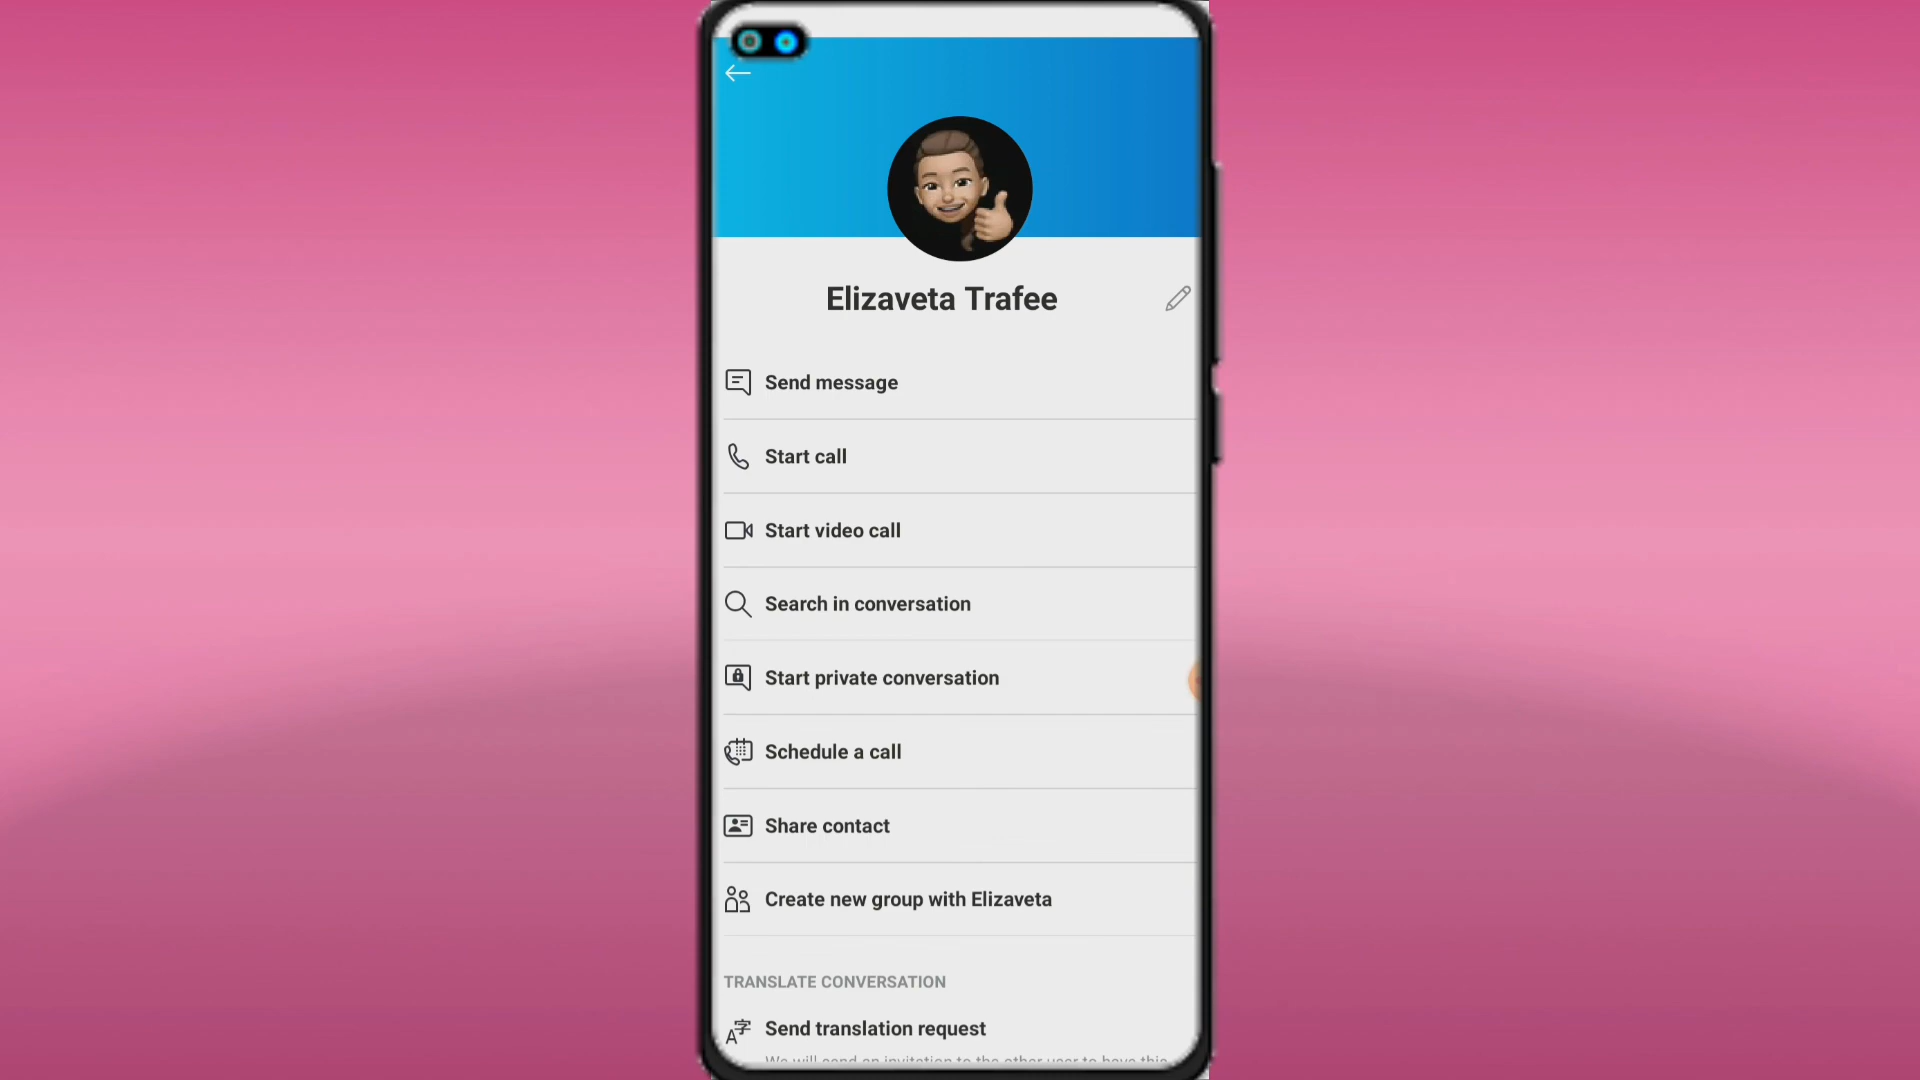 Elizaveta Trafee
Send message
Start call
Start video call
Search in conversation
Start private conversation
Schedule a call
Share contact
Create new group with Elizaveta
TRANSLATE CONVERSATION
Send translation request
We will send an invitation to the other user to have this